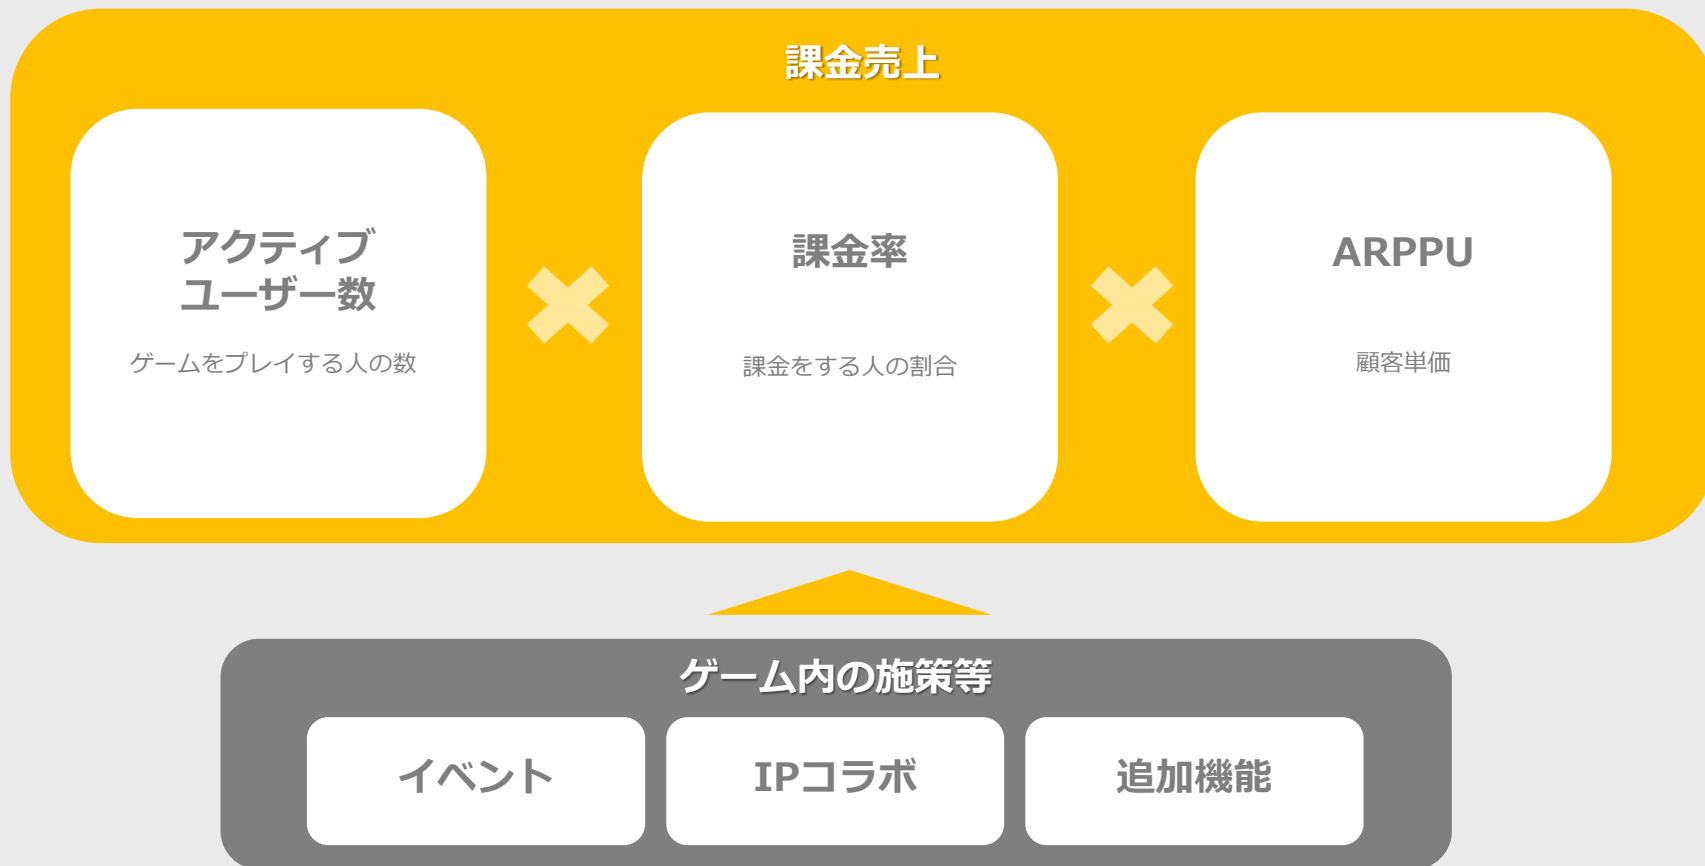 課金売上
アクティブ
ユーザー数
ゲームをプレイする人の数
課金率
課金をする人の割合
ARPPU
顧客単価
ゲーム内の施策等
イベント
IPコラボ
追加機能